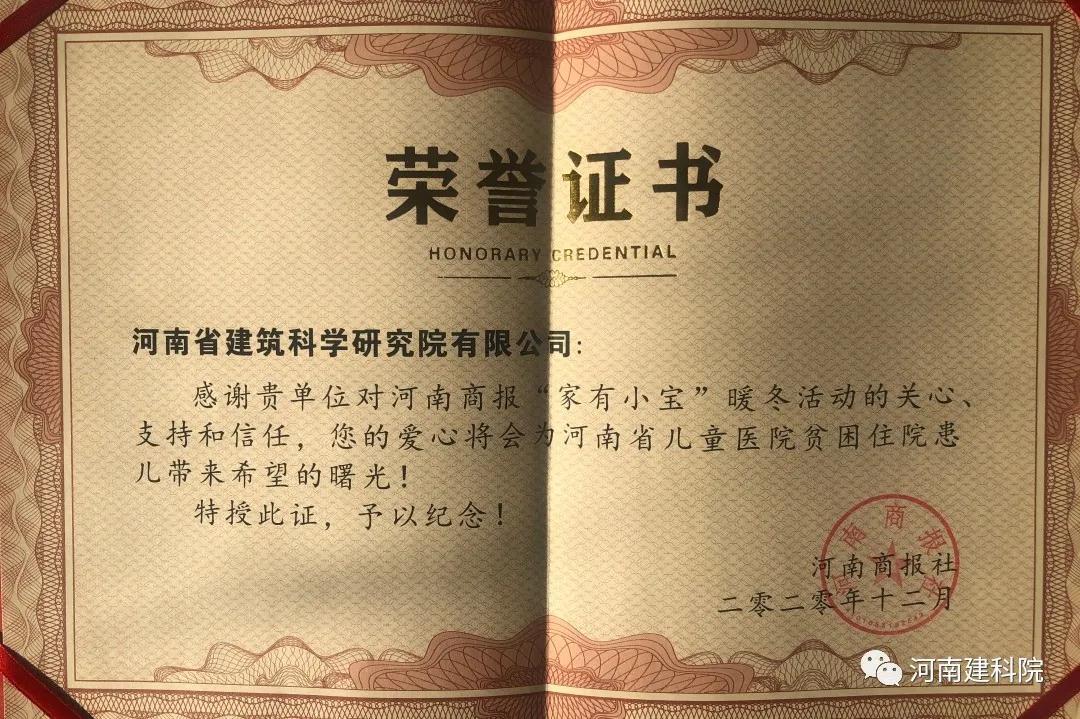 荣誉证书
HONORARY CREDENTIAL
河南省建筑科学研究院有限公司：
感谢贵单位对河南商报“家有小宝”暖冬活动的关心、
支持和信任，您的爱心将会为河南省儿童医院贫困住院患
儿带来希望的曙光！
特授此证，予以纪念！
河南商报社
河南商报社
二零二零年十二月
河南建科院